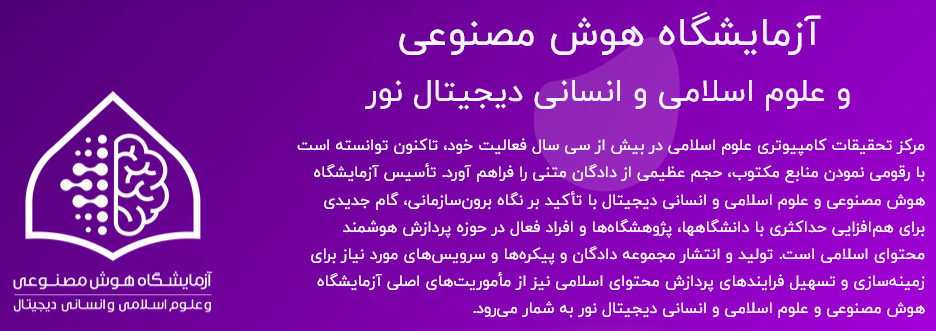 آزمایشگاه هوش مصنوعی
و علوم اسلامی و انسانی دیجیتال نور
مرکز تحقیقات کامپیوتری علوم اسلامی در بیش از سی سال فعالیت خود، تاکنون توانسته است
با رقومی نمودن منابع مکتوب، حجم عظیمی از دادگان متنی را فراهم آورد. تأسیس آزمایشگاه
هوش مصنوعی و علوم اسلامی و انسانی دیجیتال با تأکید بر نگاه برون‌سازمانی، گام جدیدی
برای هم‌افزایی حداکثری با دانشگاهها، پژوهشگاه‌ها و افراد فعال در حوزه پردازش هوشمند
محتوای اسلامی است. تولید و انتشار مجموعه دادگان و پیکره‌ها و سرویس‌های مورد نیاز برای
زمینه‌سازی و تسهیل فرایندهای پردازش محتوای اسلامی نیز از مأموریت‌های اصلی آزمایشگاه
هوش مصنوعی و علوم اسلامی و انسانی دیجیتال نور به شمار می‌رود.
آزمایشگاه هوش مصنوعی
و علوم اسلامی و انسانی دیجیتال